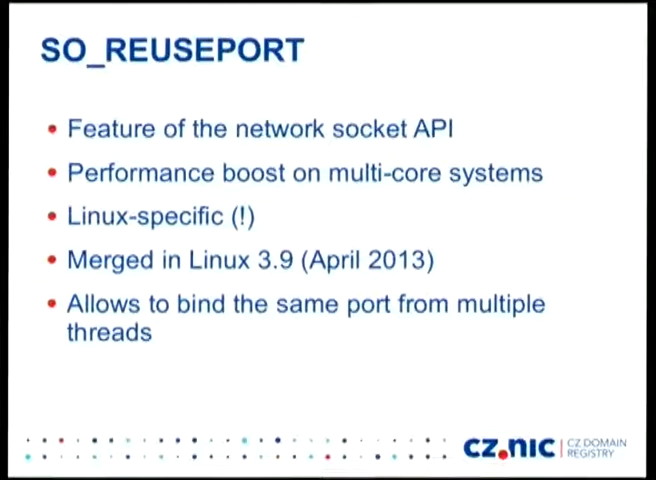 SO_REUSEPORT
Feature of the network socket API
Performance boost on multi-core systems
Linux-specific (!)
Merged in Linux 3.9 (April 2013)
Allows to bind the same port from multiple
threads
CZ.NIC
CZ DOMAIN
REGISTRY